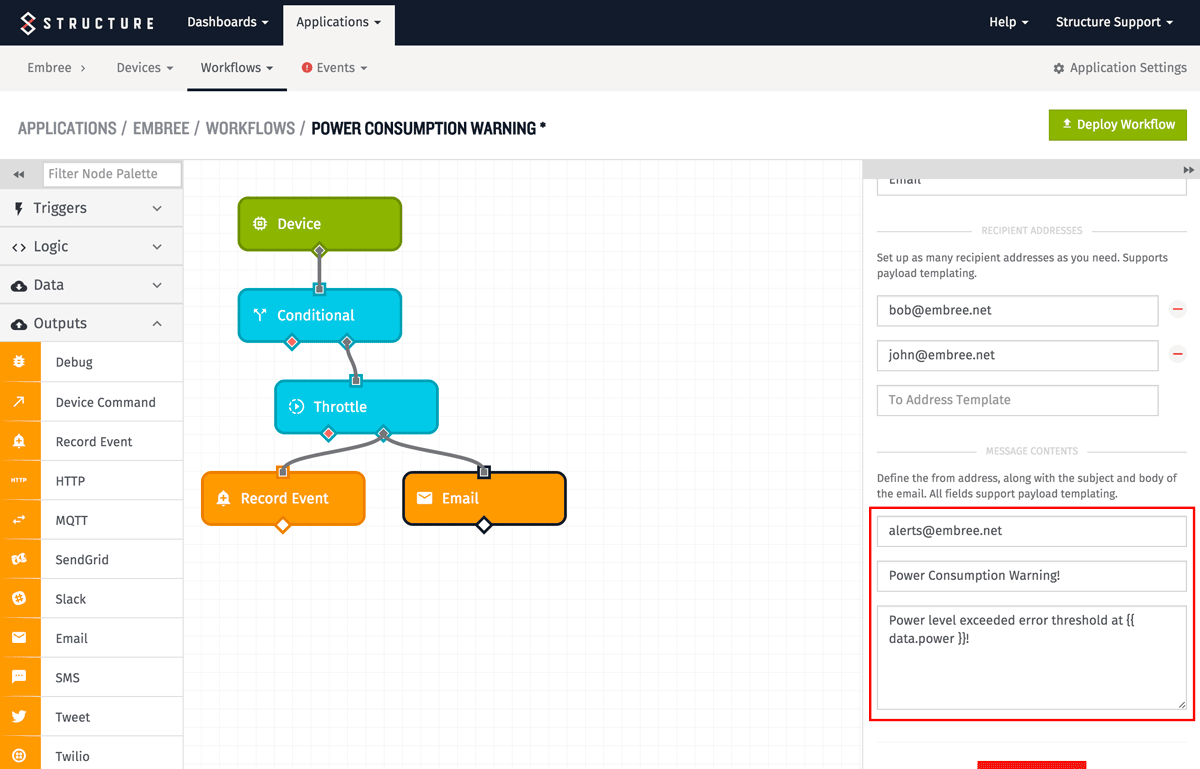 STRUCTURE Dashboards Applications Help Structure Support
Embree Devices Workflows Events Application Settings
APPLICATIONS / EMBREE / WORKFLOWS / POWER CONSUMPTION WARNING *
Deploy Workflow
Filter Node Palette
Triggers
Logic
Data
Outputs
Debug
Device Command
Record Event
HTTP HTTP
MQTT
SendGrid
Slack
Email
SMS
Tweet
Twilio
Device
Conditional
Throttle
Record Event Email
Email
RECIPIENT ADDRESSES
Set up as many recipient addresses as you need. Supports
payload templating.
bob@embree.net
john@embree.net
To Address Template
MESSAGE CONTENTS
Define the from address, along with the subject and body of
the email. All fields support payload templating.
alerts@embree.net
Power Consumption Warning!
Power level exceeded error threshold at {{
data.power }}!